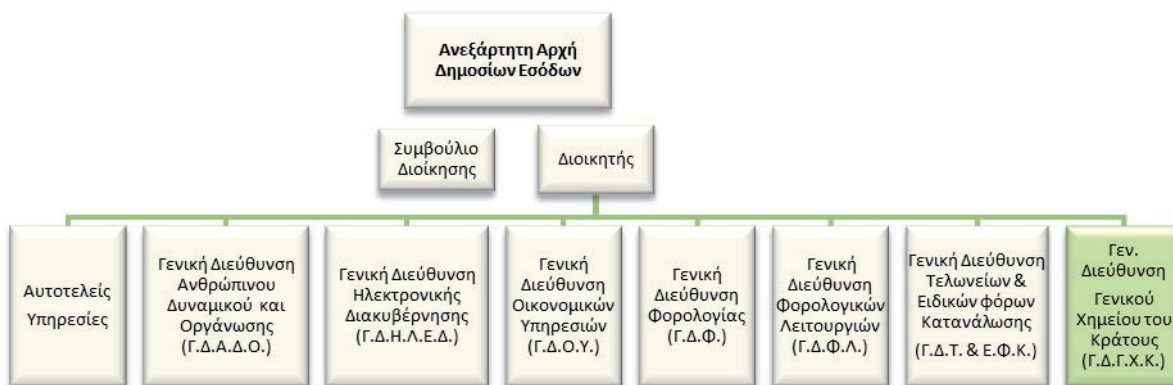 Ανεξάρτητη Αρχή
Δημοσίων Εσόδων
Συμβούλιο
Διοίκησης
Διοικητής
Αυτοτελείς
Υπηρεσίες
Γενική Διεύθυνση
Ανθρώπινου
Δυναμικού και
Οργάνωσης
(Γ.Δ.Α.Δ.Ο.)
Γενική Διεύθυνση
Ηλεκτρονικής
Διακυβέρνησης
(Γ.Δ.Η.Λ.Ε.Δ.)
Γενική
Διεύθυνση
Οικονομικών
Υπηρεσιών
(Γ.Δ.Ο.Υ.)
Γενική
Διεύθυνση
Φορολογίας
(Γ.Δ.Φ.)
Γενική
Διεύθυνση
Φορολογικών
Λειτουργιών
(Γ.Δ.Φ.Λ.)
Γενική Διεύθυνση
Τελωνείων &
Ειδικών φόρων
Κατανάλωσης
(Γ.Δ.Τ. & Ε.Φ.Κ.)
Γεν.
Διεύθυνση
Γενικού
Χημείου του
Κράτους
(Γ.Δ.Γ.Χ.Κ.)